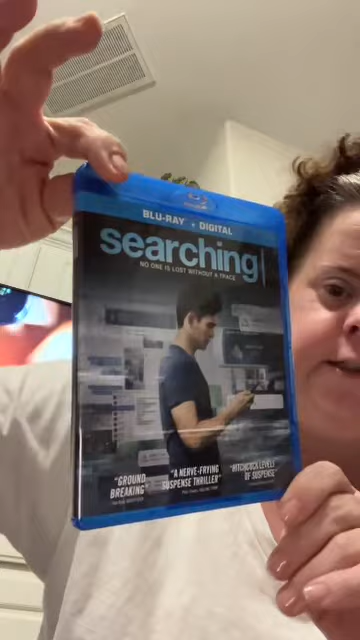 BLU-RAY + DIGITAL
searching
NO ONE IS LOST WITHOUT A TRACE
"GROUND
BREAKING"
"A NERVE-FRYING
SUSPENSE THRILLER"
"HITCHCOCK LEVELS
OF SUSPENSE"